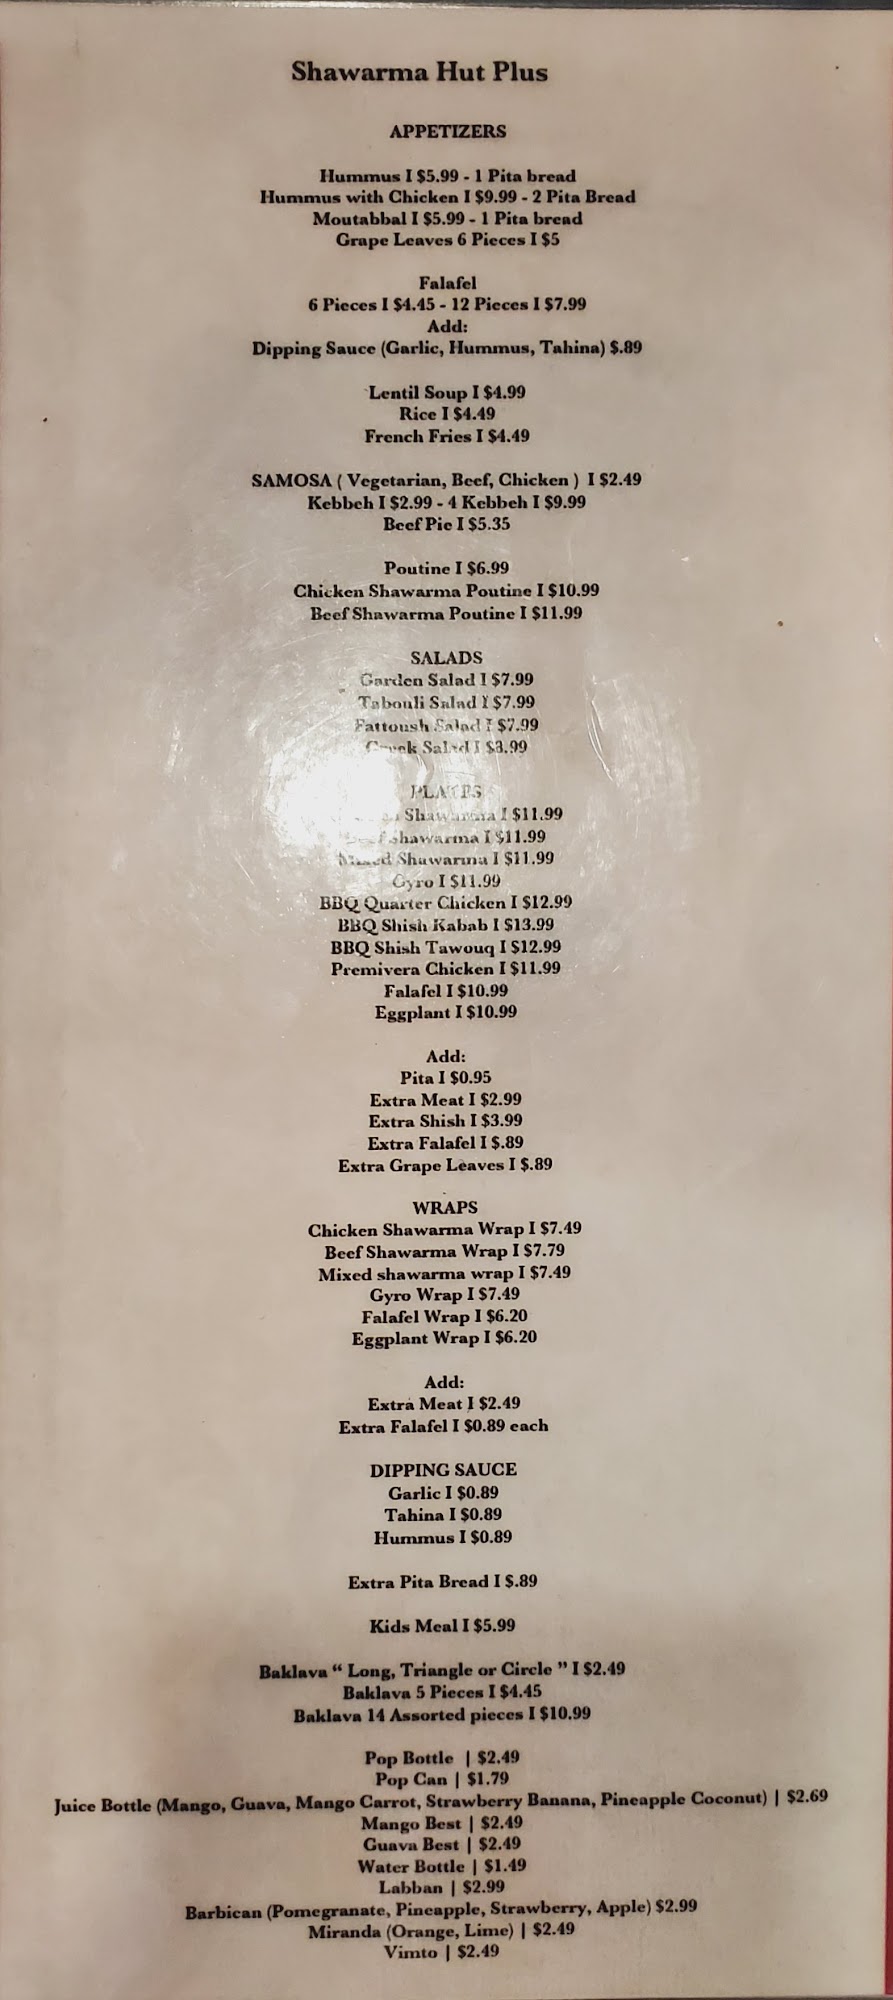 Shawarma Hut Plus
APPETIZERS
Hummus I $5.99 - 1 Pita bread
Hummus with Chicken I $9.99 - 2 Pita Bread
Moutabbal I $5.99 - 1 Pita bread
Grape Leaves 6 Pieces I $5
Falafel
6 Pieces I $4.45 - 12 Pieces I $7.99
Add:
Dipping Sauce (Garlic, Hummus, Tahina) $.89
Lentil Soup I $4.99
Rice I $4.49
French Fries I $4.49
SAMOSA ( Vegetarian, Beef, Chicken ) I $2.49
Kebbeh I $2.99 - 4 Kebbeh I $9.99
Beef Pie I $5.35
Poutine I $6.99
Chicken Shawarma Poutine I $10.99
Beef Shawarma Poutine I $11.99
SALADS
Garden Salad I $7.99
Tabouli Salad I $7.99
Fattoush Salad I $7.99
Greek Salad I
PLATES
Shawarma I $11.99
Beef Shawarma I $11.99
Mixed Shawarma I $11.99
Gyro I $11.99
BBQ Quarter Chicken I $12.99
BBQ Shish Kabab I $13.99
BBQ Shish Tawouq I $12.99
Premivera Chicken I $11.99
Falafel I $10.99
Eggplant I $10.99
Add:
Pita I $0.95
Extra Meat I $2.99
Extra Shish I $3.99
Extra Falafel I $.89
Extra Grape Leaves I $.89
WRAPS
Chicken Shawarma Wrap I $7.49
Beef Shawarma Wrap I $7.79
Mixed shawarma wrap I $7.49
Gyro Wrap I $7.49
Falafel Wrap I $6.20
Eggplant Wrap I $6.20
Add:
Extra Meat I $2.49
Extra Falafel I $0.89 each
DIPPING SAUCE
Garlic I $0.89
Tahina I $0.89
Hummus I $0.89
Extra Pita Bread I $.89
Kids Meal I $5.99
Baklava “ Long, Triangle or Circle ” I $2.49
Baklava 5 Pieces I $4.45
Baklava 14 Assorted pieces I $10.99
Pop Bottle | $2.49
Pop Can | $1.79
Juice Bottle (Mango, Guava, Mango Carrot, Strawberry Banana, Pineapple Coconut) | $2.69
Mango Best | $2.49
Guava Best | $2.49
Water Bottle | $1.49
Labban | $2.99
Barbican (Pomegranate, Pineapple, Strawberry, Apple) $2.99
Miranda (Orange, Lime) | $2.49
Vimto | $2.49